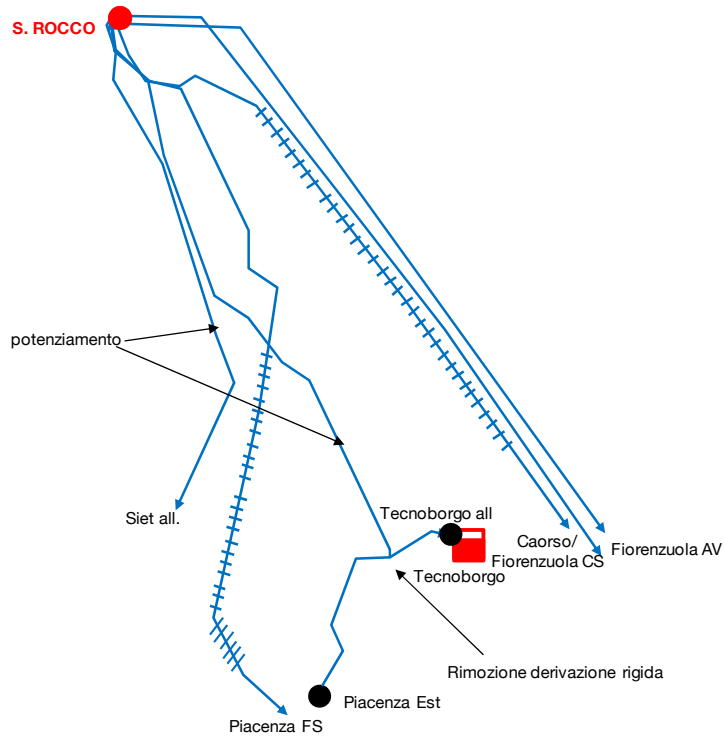 S. ROCCO
potenziamento
Siet all.
Tecnoborgo all
Caorso/
Fiorenzuola CS
Fiorenzuola AV
Tecnoborgo
Rimozione derivazione rigida
Piacenza Est
Piacenza FS